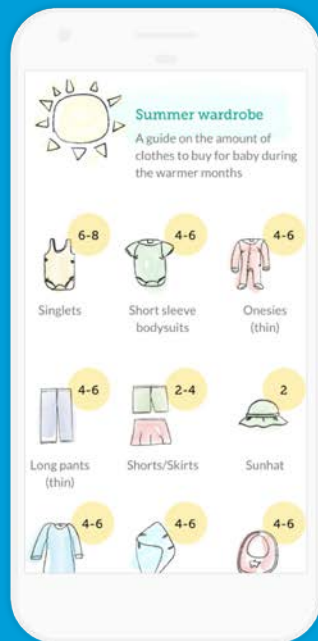 Summer wardrobe
A guide on the amount of
clothes to buy for baby during
the warmer months
6-8
4-6
4-6
Singlets
Short sleeve
bodysuits
Onesies
(thin)
4-6
2-4
2
Long pants
(thin)
Shorts/Skirts
Sunhat
4-6
4-6
4-6